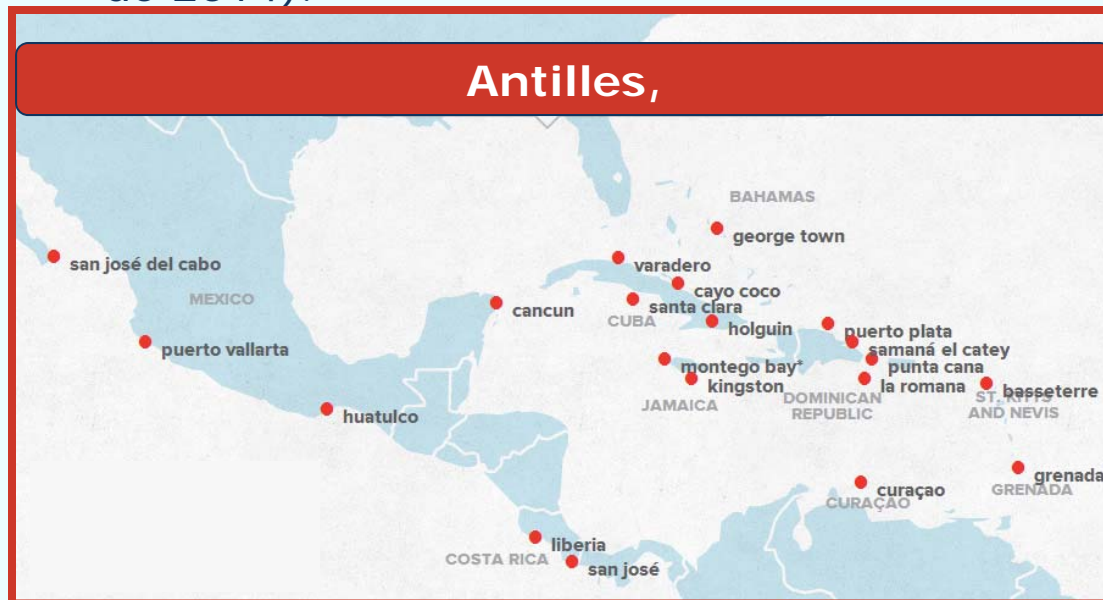 Antilles,
BAHAMAS
george town
san josé del cabo
varadero
cayo coco
MEXICO
cancun
santa clara
CUBA
holguin
puerto plata
puerto vallarta
samaná el catey
montego bay*
punta cana
kingston
la romana
basseterre
JAMAICA
DOMINICAN
REPUBLIC
ST. KITTS
AND NEVIS
huatulco
grenada
GRENADA
curaçao
CURAÇAO
liberia
COSTA RICA
san josé